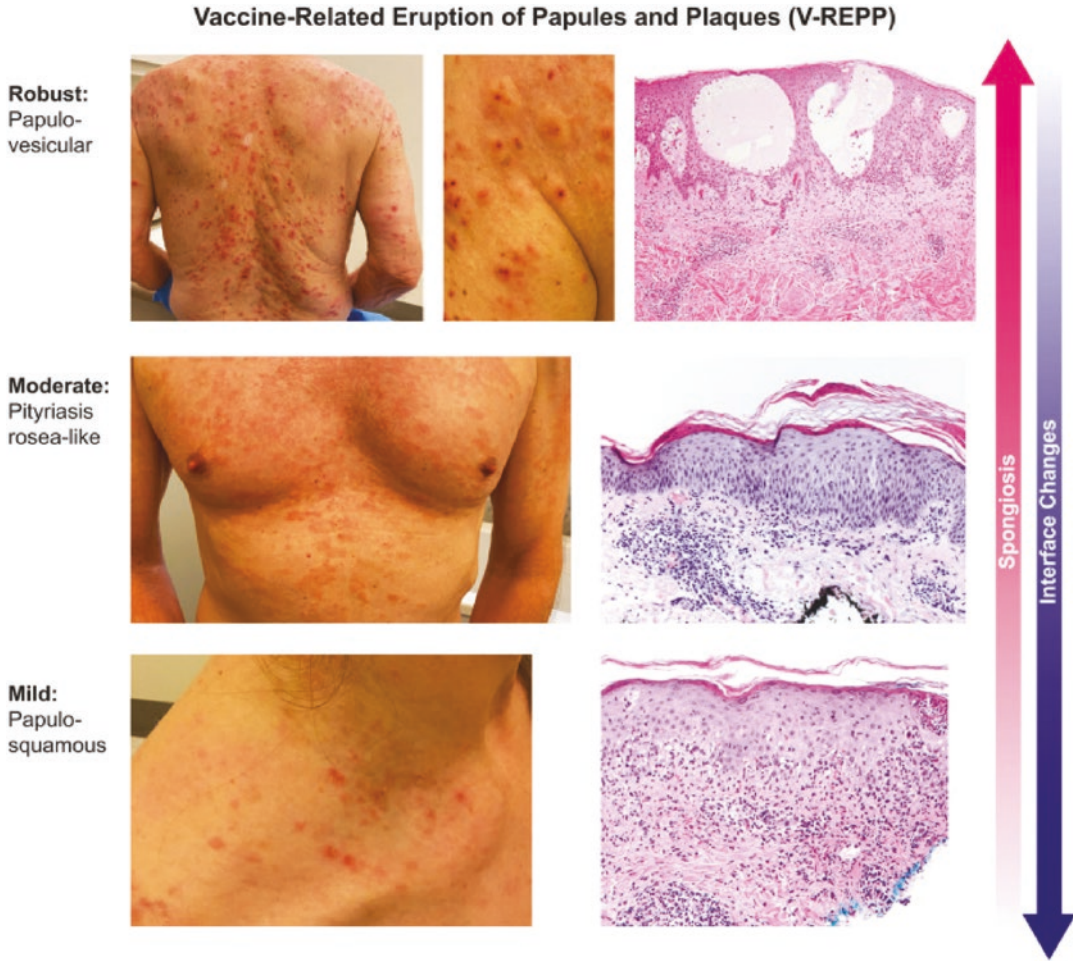 Vaccine-Related Eruption of Papules and Plaques (V-REPP)
Robust:
Papulo-
vesicular
Moderate:
Pityriasis
rosea-like
Mild:
Papulo-
squamous
Spongiosis
Interface Changes